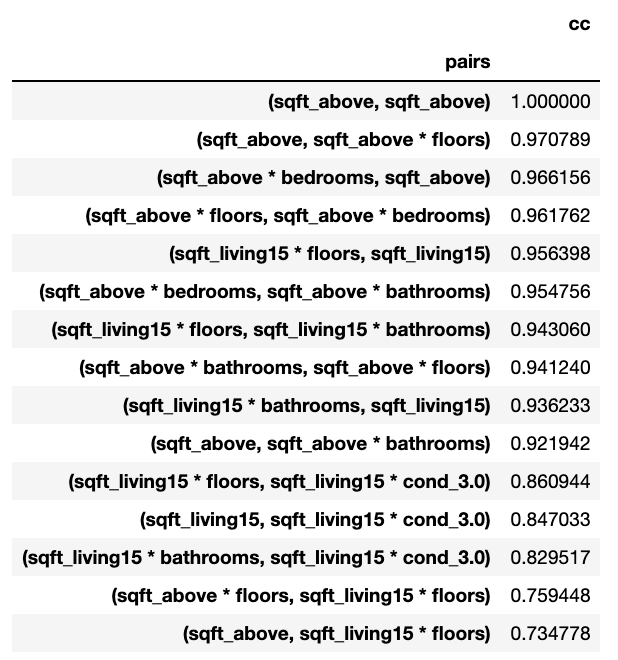 cc
pairs
(sqft_above, sqft_above) 1.000000
(sqft_above, sqft_above * floors) 0.970789
(sqft_above * bedrooms, sqft_above) 0.966156
(sqft_above * floors, sqft_above * bedrooms) 0.961762
(sqft_living15 * floors, sqft_living15) 0.956398
(sqft_above * bedrooms, sqft_above * bathrooms) 0.954756
(sqft_living15 * floors, sqft_living15 * bathrooms) 0.943060
(sqft_above * bathrooms, sqft_above * floors) 0.941240
(sqft_living15 * bathrooms, sqft_living15) 0.936233
(sqft_above, sqft_above * bathrooms) 0.921942
(sqft_living15 * floors, sqft_living15 * cond_3.0) 0.860944
(sqft_living15, sqft_living15 * cond_3.0) 0.847033
(sqft_living15 * bathrooms, sqft_living15 * cond_3.0) 0.829517
(sqft_above * floors, sqft_living15 * floors) 0.759448
(sqft_above, sqft_living15 * floors) 0.734778